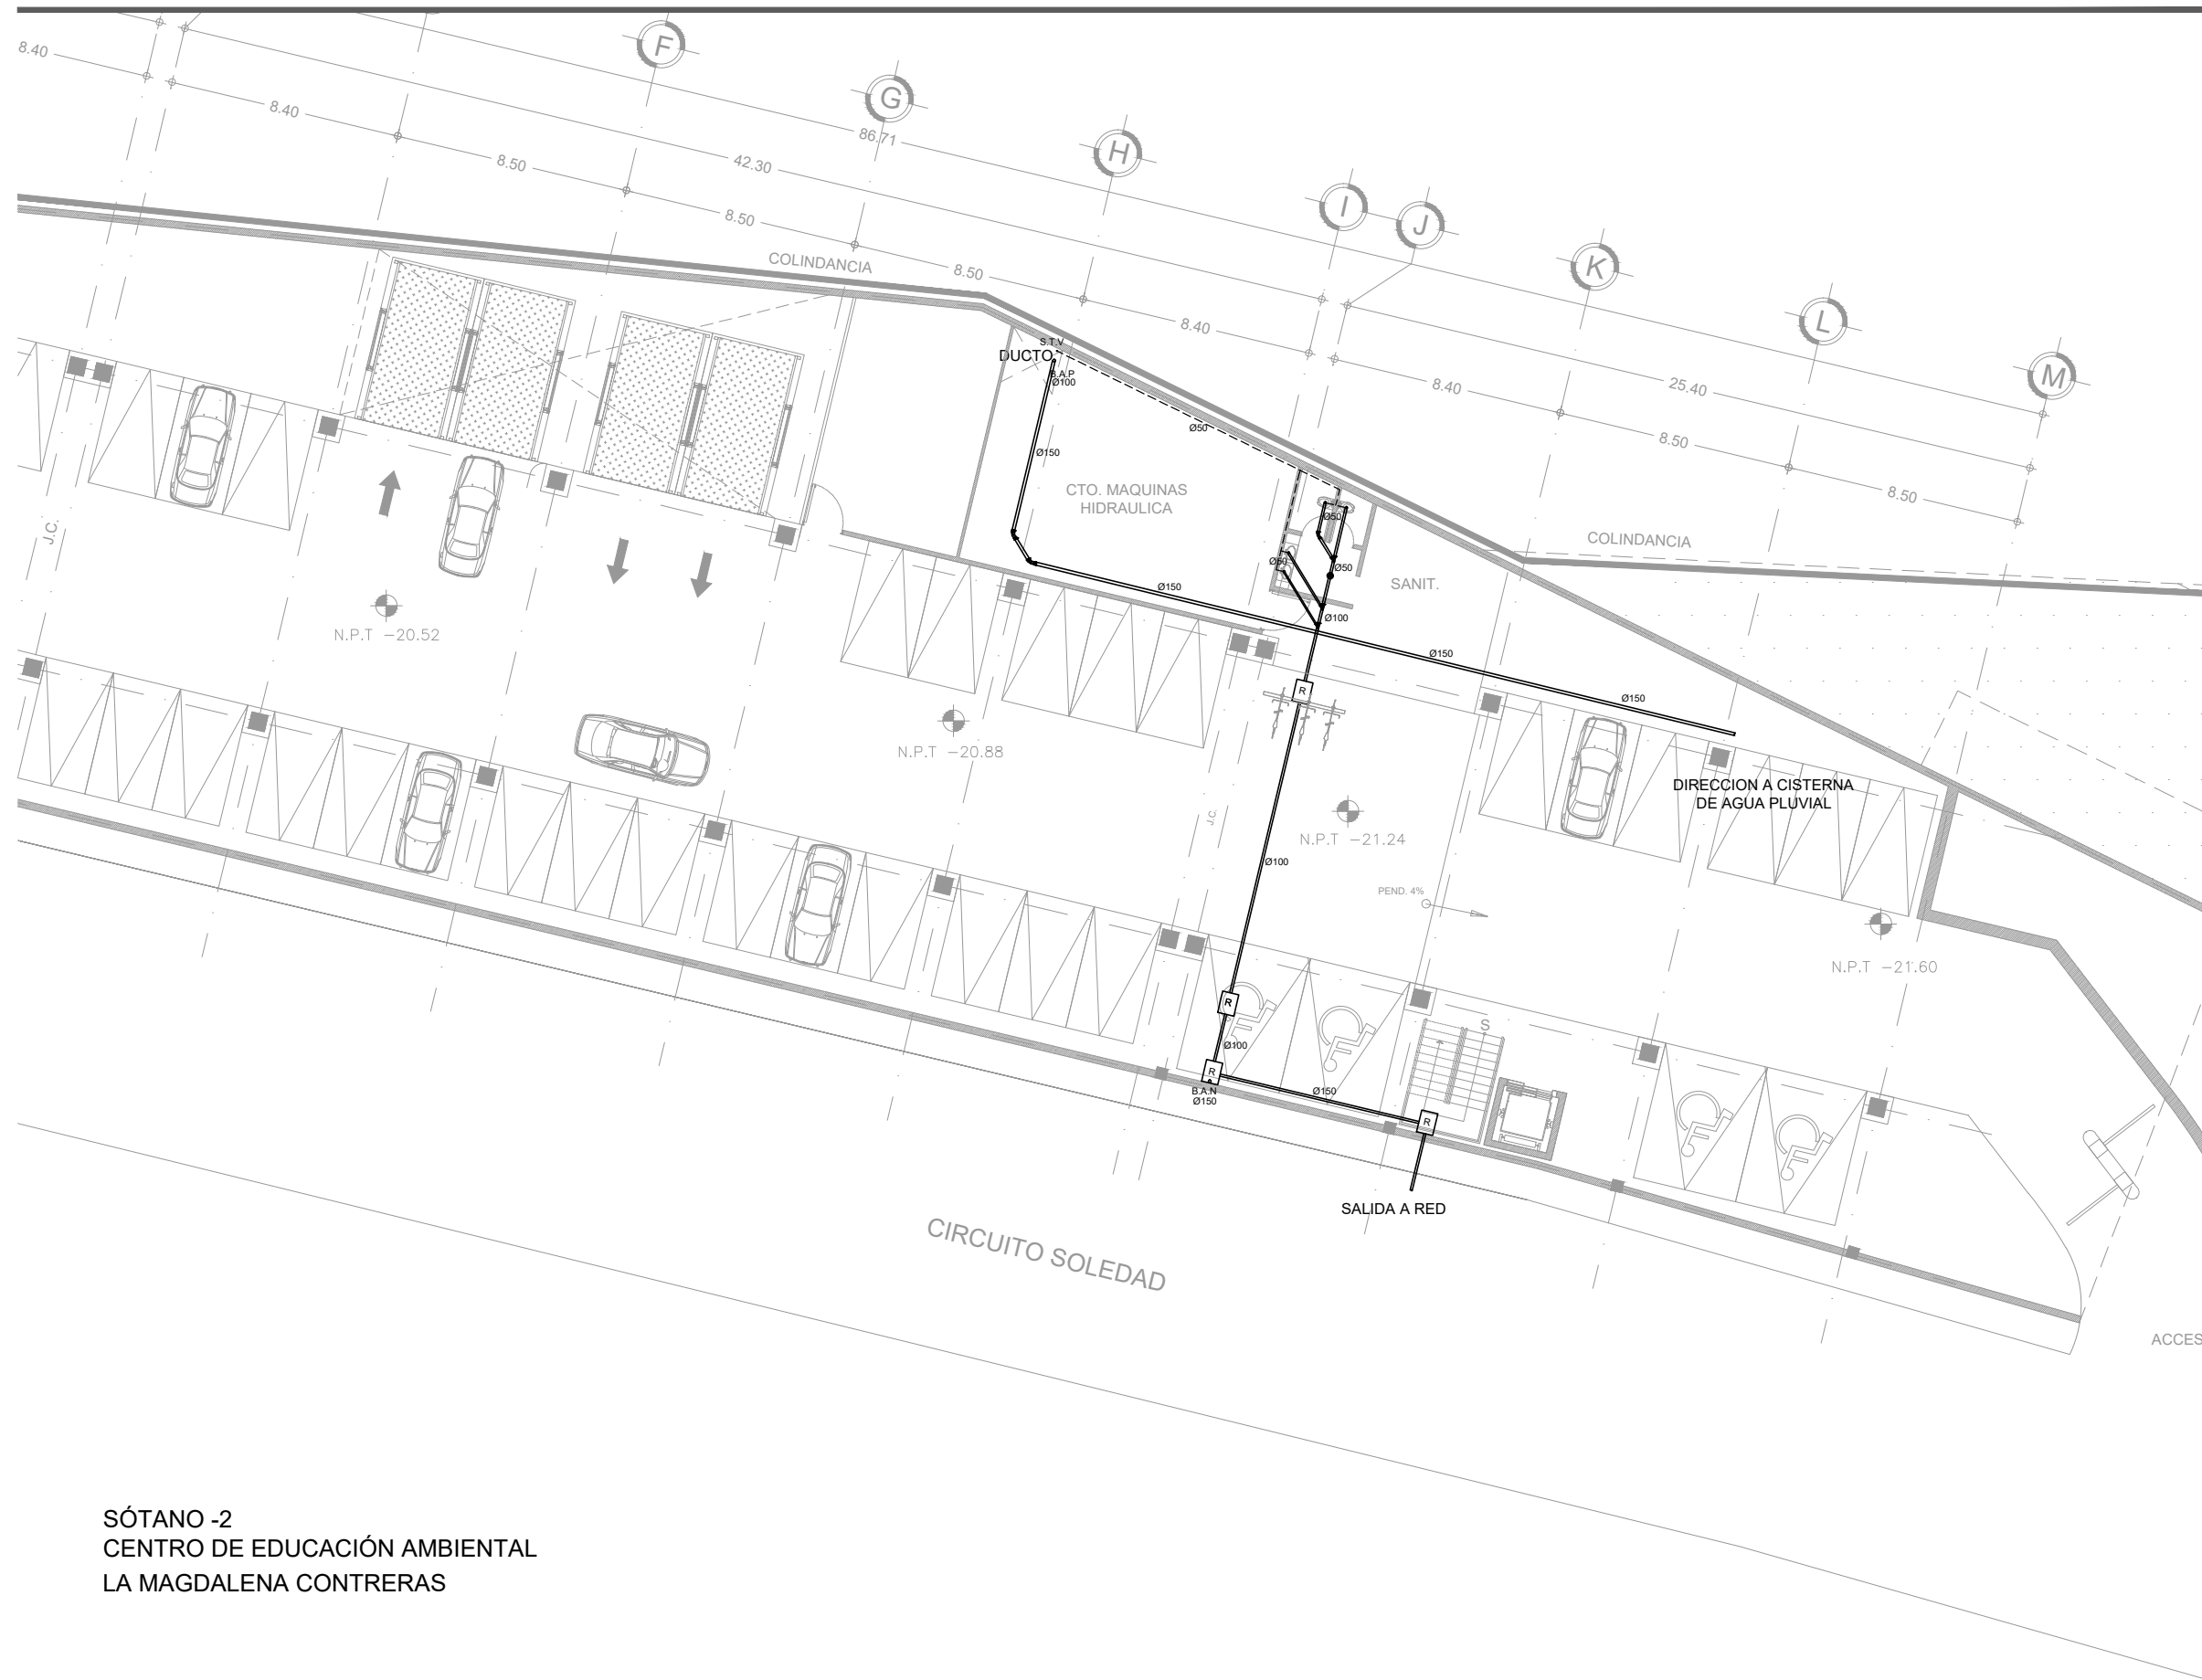 F
G
H
I
J
K
L
M
8.40
8.40
8.50
8.50
8.50
8.40
8.40
8.50
8.50
86.71
42.30
25.40
COLINDANCIA
COLINDANCIA
S.T.V
DUCTO
B.A.P
Ø100
Ø50
Ø150
CTO. MAQUINAS
HIDRAULICA
Ø50
Ø50
Ø50
SANIT.
Ø150
Ø100
Ø150
Ø150
J.C.
N.P.T -20.52
N.P.T -20.88
R
DIRECCION A CISTERNA
DE AGUA PLUVIAL
J.C.
N.P.T -21.24
Ø100
PEND. 4%
N.P.T -21.60
R
S
Ø100
R
B.A.N
Ø150
Ø150
R
SALIDA A RED
CIRCUITO SOLEDAD
ACCES
SÓTANO -2
CENTRO DE EDUCACIÓN AMBIENTAL
LA MAGDALENA CONTRERAS